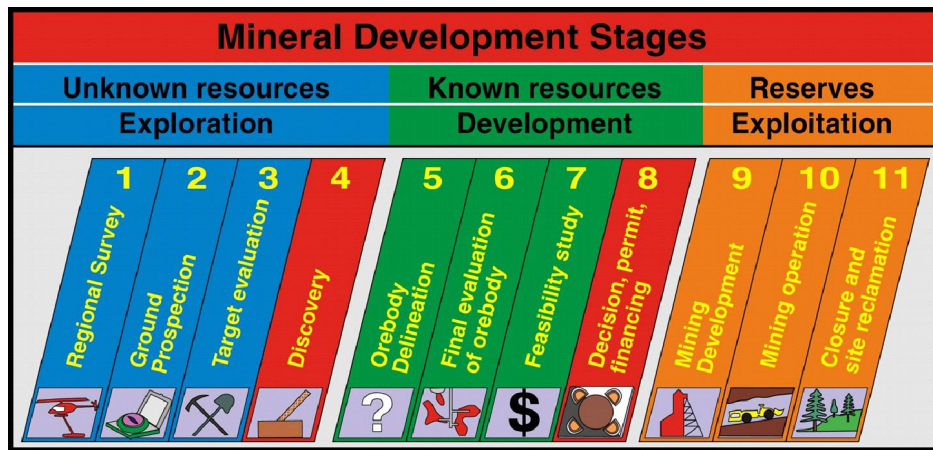 Mineral Development Stages
Unknown resources
Known resources
Reserves
Exploration
Development
Exploitation
1
Regional Survey
2
Ground
Prospection
3
Target evaluation
4
Discovery
5
Orebody
Delineation
6
Final evaluation
of orebody
7
Feasibility study
8
Decision, permit,
financing
9
Mining
Development
10
Mining operation
11
Closure and
site reclamation
?
$